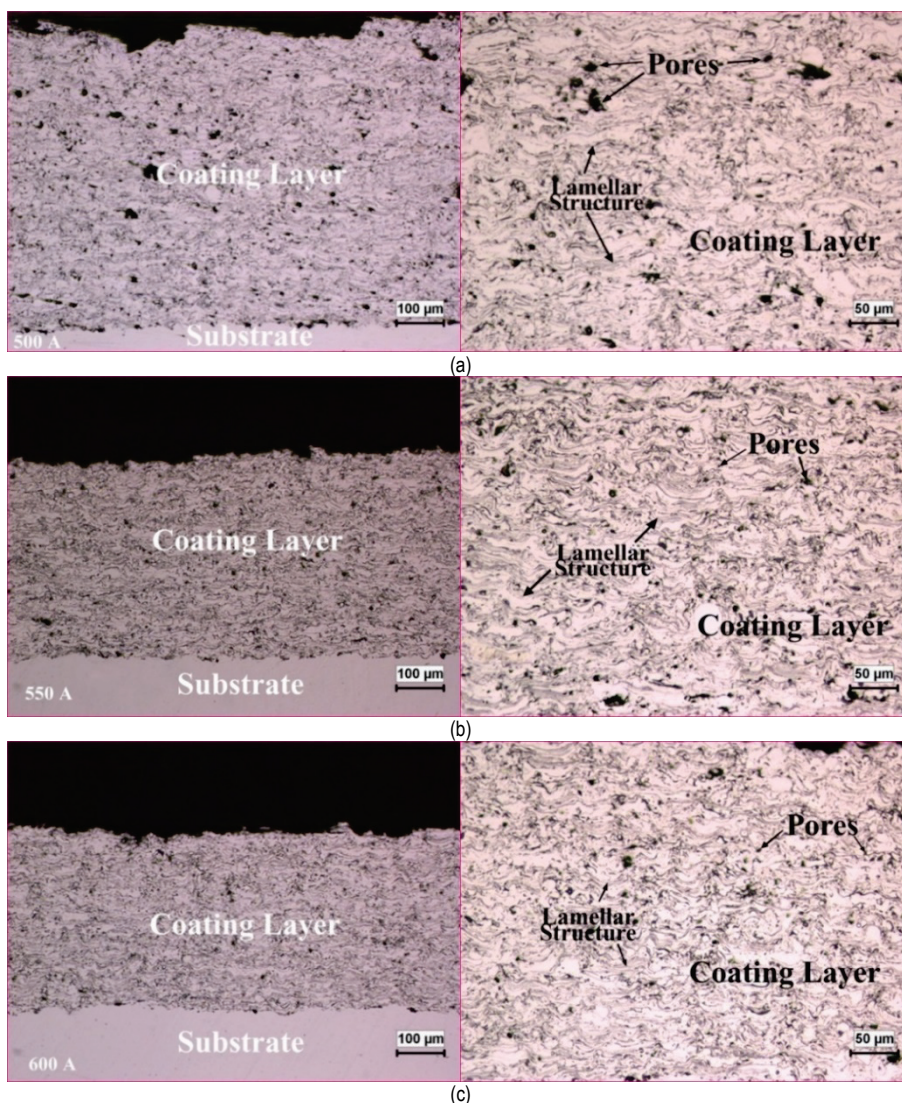 Coating Layer
100 µm
Substrate
500 A
Pores
Lamellar
Structure
Coating Layer
50 µm
(a)
Coating Layer
100 µm
Substrate
550 A
Pores
Lamellar
Structure
Coating Layer
50 µm
(b)
Coating Layer
100 µm
Substrate
600 A
Pores
Lamellar
Structure
Coating Layer
50 µm
(c)